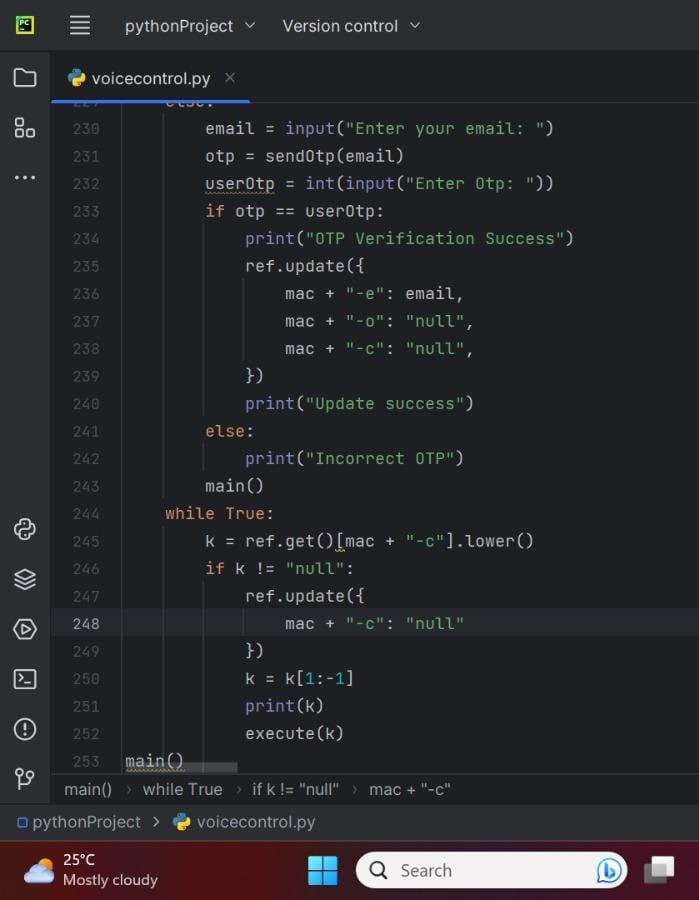 PC
pythonProject
Version control
voicecontrol.py
229 else:
230 email = input("Enter your email: ")
231 otp = sendOtp(email)
232 userOtp = int(input("Enter Otp: "))
233 if otp == userOtp:
234 print("OTP Verification Success")
235 ref.update({
236 mac + "-e": email,
237 mac + "-o": "null",
238 mac + "-c": "null",
239 })
240 print("Update success")
241 else:
242 print("Incorrect OTP")
243 main()
244 while True:
245 k = ref.get()[mac + "-c"].lower()
246 if k != "null":
247 ref.update({
248 mac + "-c": "null"
249 })
250 k = k[1:-1]
251 print(k)
252 execute(k)
253 main()
main() > while True > if k != "null" > mac + "-c"
pythonProject > voicecontrol.py
25°C
Mostly cloudy
Search